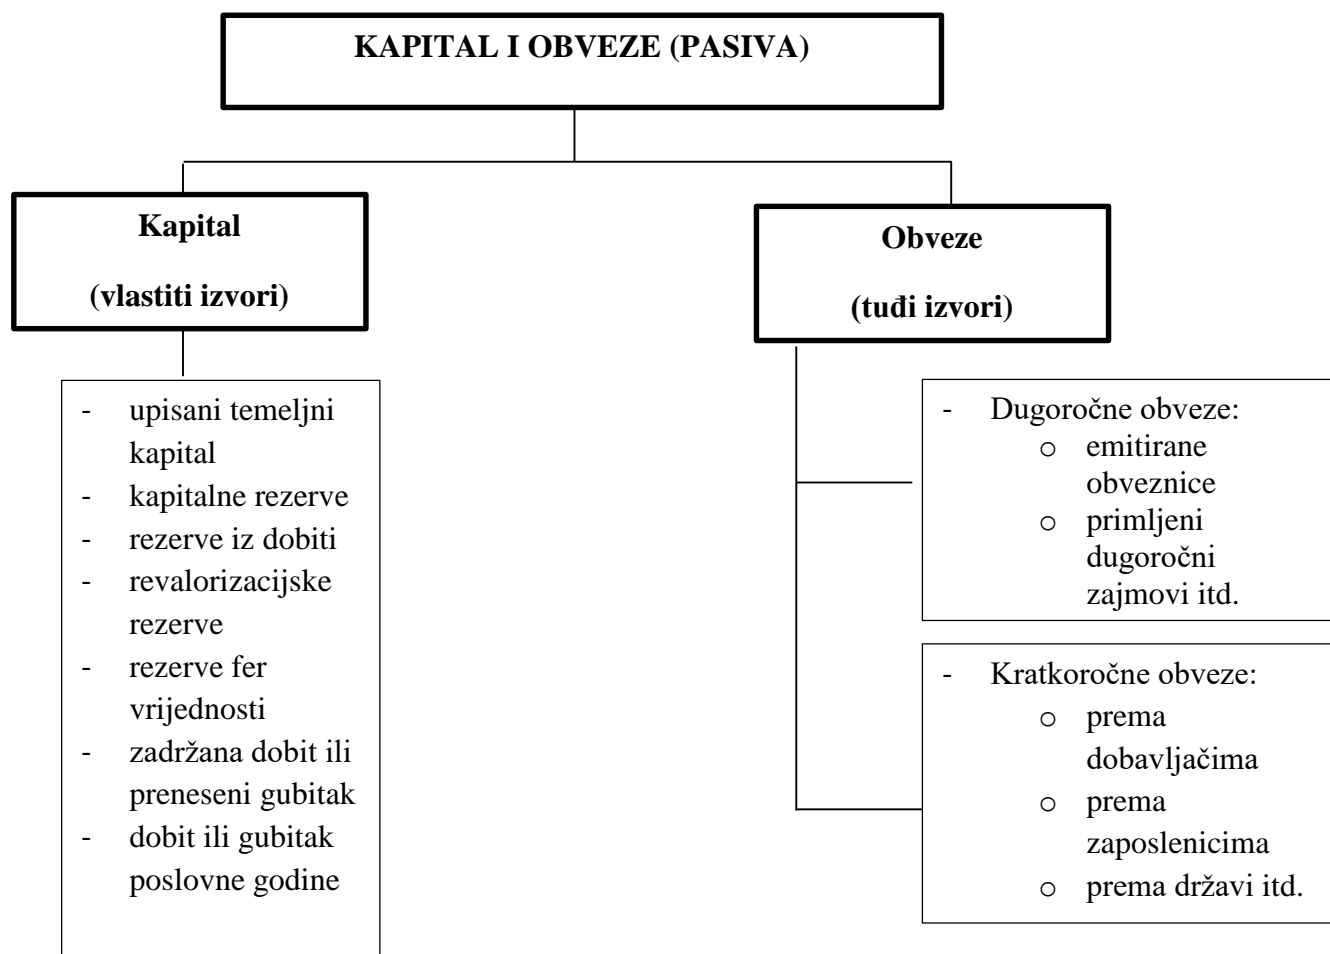 KAPITAL I OBVEZE (PASIVA)
Kapital
(vlastiti izvori)
Obveze
(tuđi izvori)
- upisani temeljni
kapital
- kapitalne rezerve
- rezerve iz dobiti
- revalorizacijske
rezerve
- rezerve fer
vrijednosti
- zadržana dobit ili
preneseni gubitak
- dobit ili gubitak
poslovne godine
- Dugoročne obveze:
o emitirane
obveznice
o primljeni
dugoročni
zajmovi itd.
- Kratkoročne obveze:
o prema
dobavljačima
o prema
zaposlenicima
o prema državi itd.